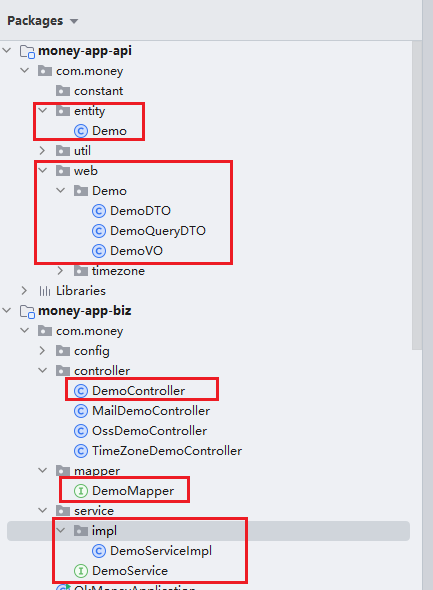 Packages
money-app-api
com.money
constant
entity
C Demo
util
web
Demo
C DemoDTO
C DemoQueryDTO
C DemoVO
timezone
Libraries
money-app-biz
com.money
config
controller
C DemoController
C MailDemoController
C OssDemoController
C TimeZoneDemoController
mapper
I DemoMapper
service
impl
C DemoServiceImpl
I DemoService